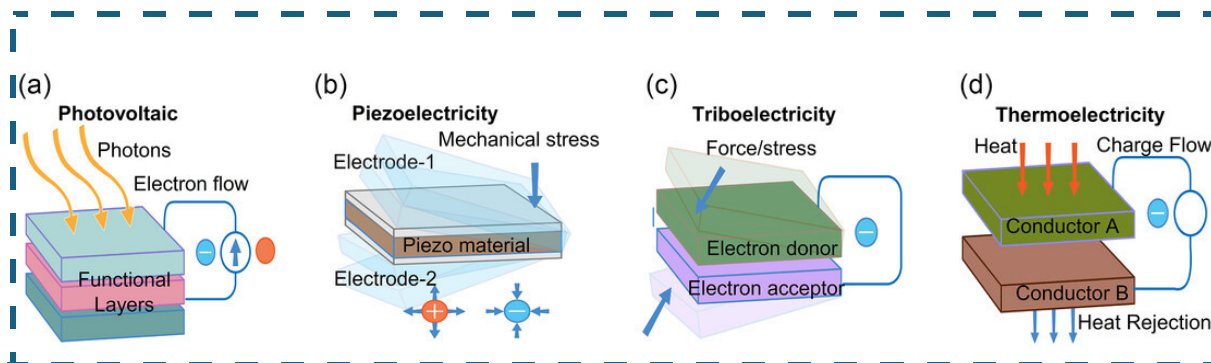 (a)
Photovoltaic
Photons
Electron flow
−
Functional
Layers
(b)
Piezoelectricity
Mechanical stress
Electrode-1
Piezo material
Electrode-2
+
−
(c)
Triboelectricity
Force/stress
−
Electron donor
Electron acceptor
(d)
Thermoelectricity
Heat
Charge Flow
−
Conductor A
Conductor B
Heat Rejection